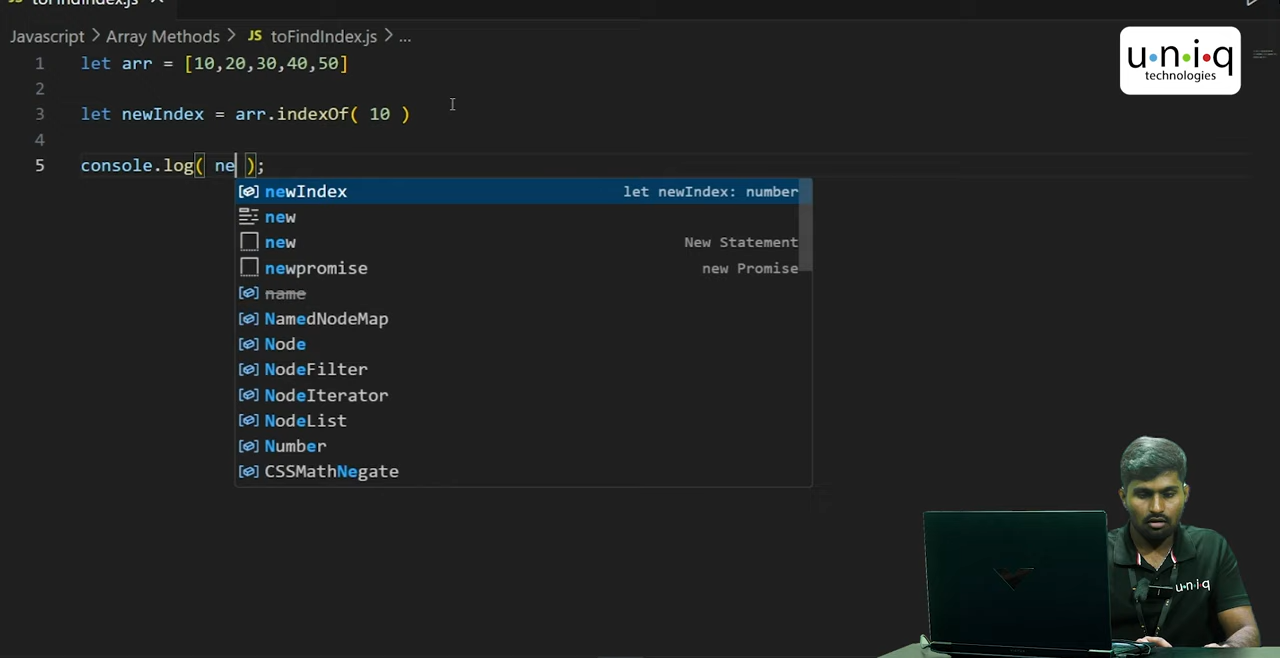 toFindIndex.js
Javascript > Array Methods > JS toFindIndex.js > ...
u·n·i·q
technologies
1 let arr = [10,20,30,40,50]
2
3 let newIndex = arr.indexOf( 10 )
4
5 console.log( ne );
newIndex let newIndex: number
new
new New Statement
newpromise new Promise
name
NamedNodeMap
Node
NodeFilter
NodeIterator
NodeList
Number
CSSMathNegate
u·n·i·q